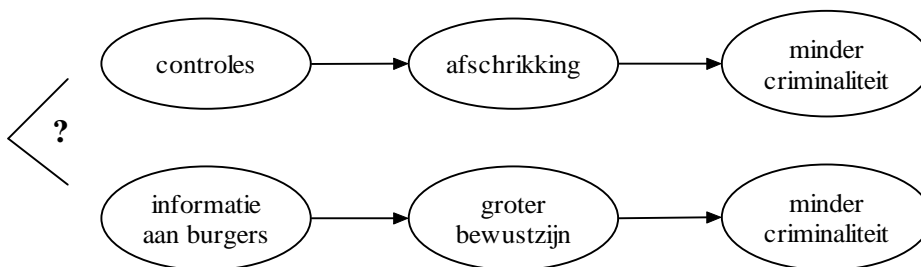 controles
afschrikking
minder
criminaliteit
?
informatie
aan burgers
groter
bewustzijn
minder
criminaliteit